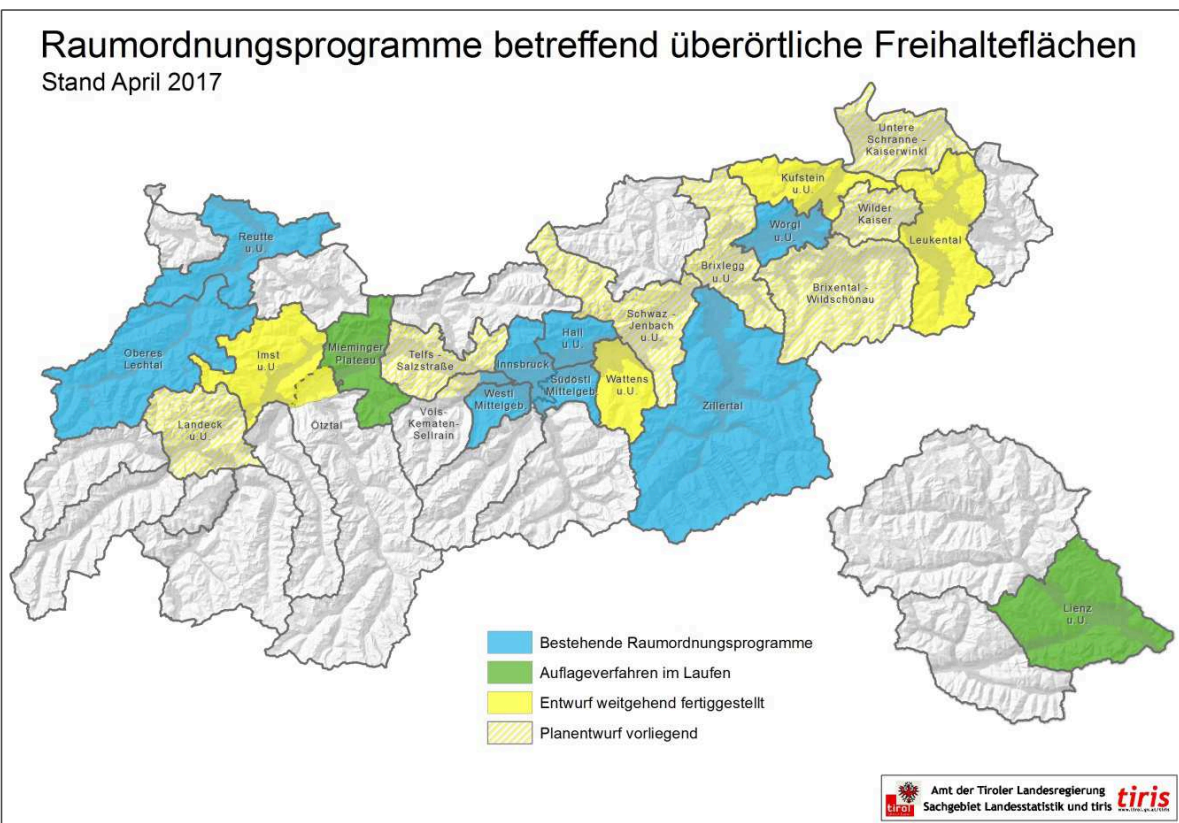 Raumordnungsprogramme betreffend überörtliche Freihalteflächen
Stand April 2017
Untere
Schranne -
Kaiserwinkl
Kufstein
u.U.
Wilder
Kaiser
Wörgl
u.U.
Leukental
Reutte
u.U.
Brixlegg
u.U.
Brixental -
Wildschönau
Schwaz -
Jenbach u.U.
Hall
u.U.
Mieminger
Plateau
Oberes
Lechtal
Imst
u.U.
Telfs -
Salzstraße
Innsbruck
Südöstl
Mittelgeb.
Wattens
u.U.
Westl
Mittelgeb.
Zillertal
Landeck
u.U.
Ötztal
Völs-
Kematen-
Sellrain
Lienz
u.U.
Bestehende Raumordnungsprogramme
Auflageverfahren im Laufen
Entwurf weitgehend fertiggestellt
Planentwurf vorliegend
tirol
Amt der Tiroler Landesregierung
Sachgebiet Landesstatistik und tiris
tiris